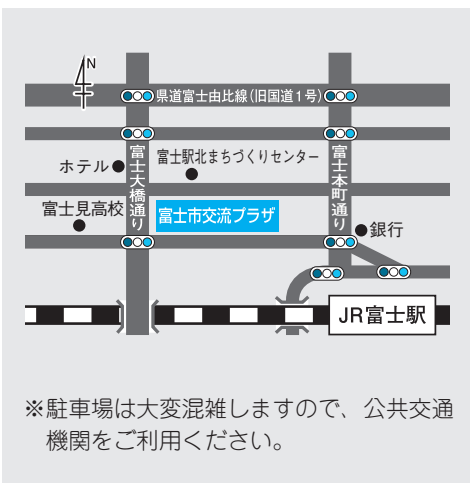 N
県道富士由比線(旧国道1号)
富士大橋通り
富士本町通り
ホテル
富士駅北まちづくりセンター
富士見高校
富士市交流プラザ
銀行
JR富士駅
※駐車場は大変混雑しますので、公共交通
機関をご利用ください。